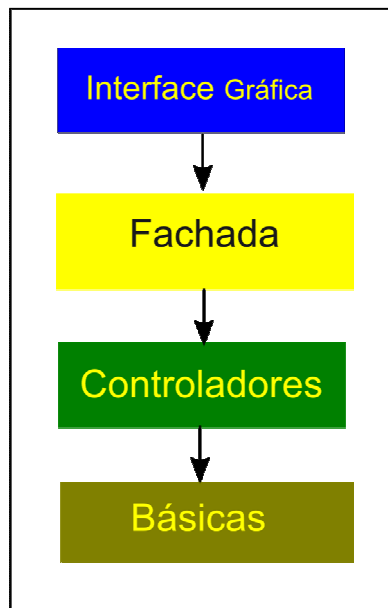 Interface Gráfica
Fachada
Controladores
Básicas